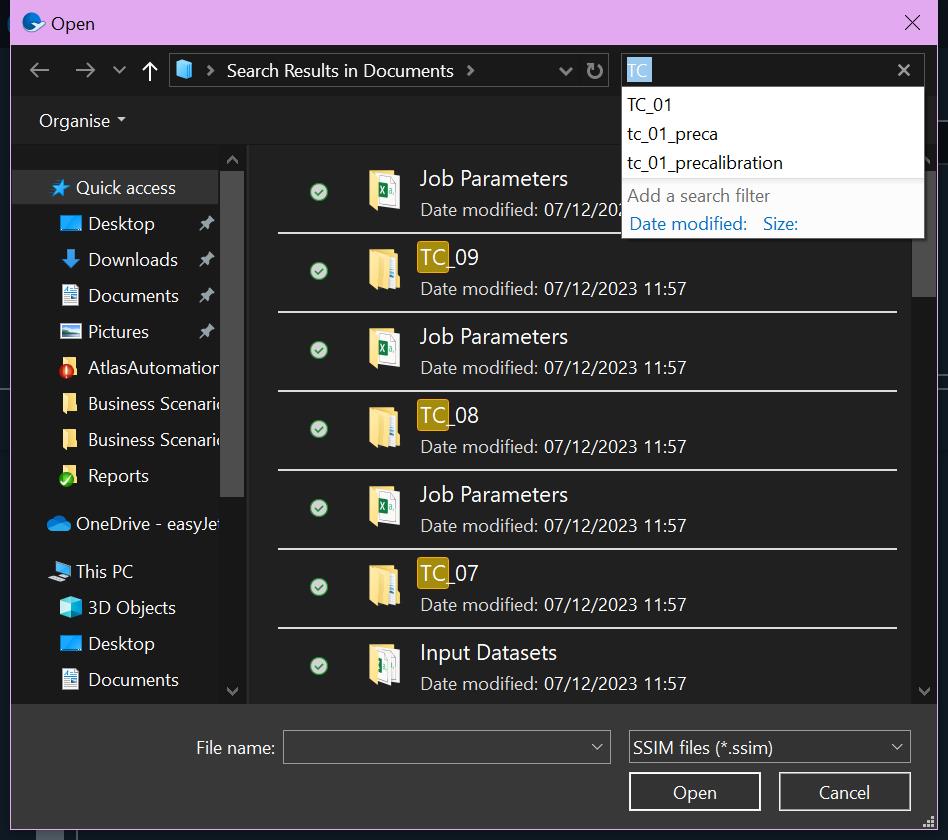 Open
Search Results in Documents
TC
TC_01
tc_01_preca
tc_01_precalibration
Add a search filter
Date modified: Size:
Organise
Quick access
Desktop
Downloads
Documents
Pictures
AtlasAutomation
Business Scenari
Business Scenari
Reports
OneDrive - easyJe
This PC
3D Objects
Desktop
Documents
Job Parameters
Date modified: 07/12/202
TC_09
Date modified: 07/12/2023 11:57
Job Parameters
Date modified: 07/12/2023 11:57
TC_08
Date modified: 07/12/2023 11:57
Job Parameters
Date modified: 07/12/2023 11:57
TC_07
Date modified: 07/12/2023 11:57
Input Datasets
Date modified: 07/12/2023 11:57
File name:
SSIM files (*.ssim)
Open
Cancel